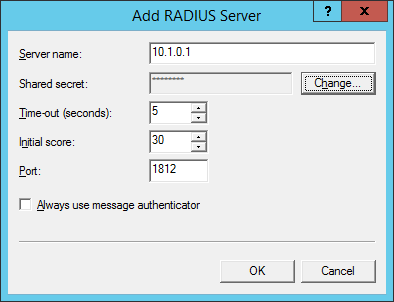 Add RADIUS Server
? x
Server name: 10.1.0.1
Shared secret: ******** Change...
Time-out (seconds): 5
Initial score: 30
Port: 1812
Always use message authenticator
OK Cancel